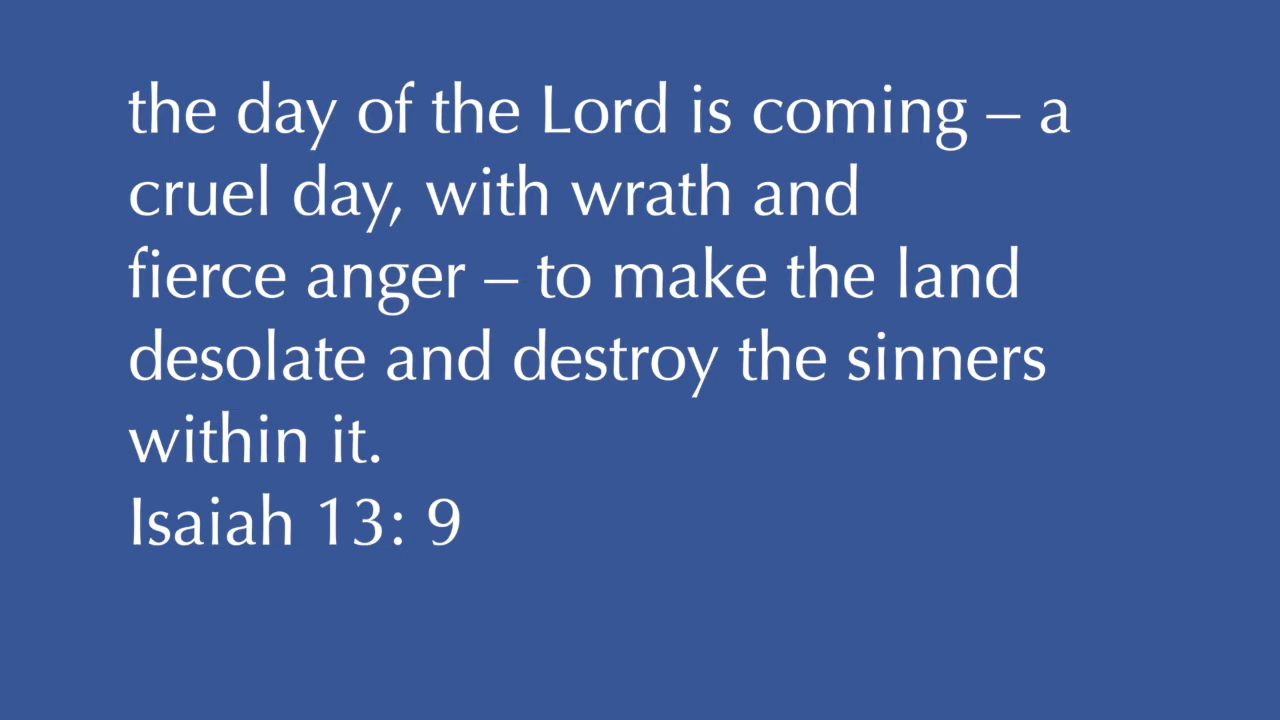 the day of the Lord is coming – a
cruel day, with wrath and
fierce anger – to make the land
desolate and destroy the sinners
within it.
Isaiah 13: 9